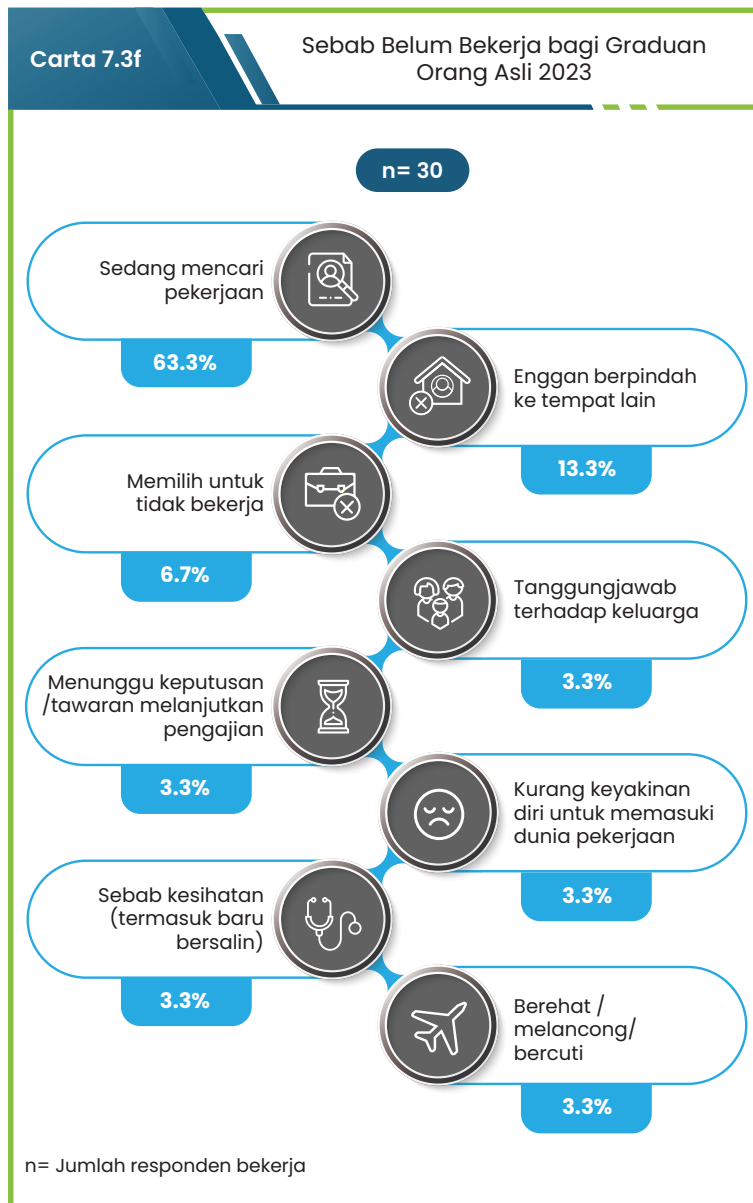 Carta 7.3f
Sebab Belum Bekerja bagi Graduan
Orang Asli 2023
n= 30
Sedang mencari
pekerjaan
63.3%
Enggan berpindah
ke tempat lain
13.3%
Memilih untuk
tidak bekerja
6.7%
Tanggungjawab
terhadap keluarga
3.3%
Menunggu keputusan
/tawaran melanjutkan
pengajian
3.3%
Kurang keyakinan
diri untuk memasuki
dunia pekerjaan
3.3%
Sebab kesihatan
(termasuk baru
bersalin)
3.3%
Berehat /
melancong/
bercuti
3.3%
n= Jumlah responden bekerja